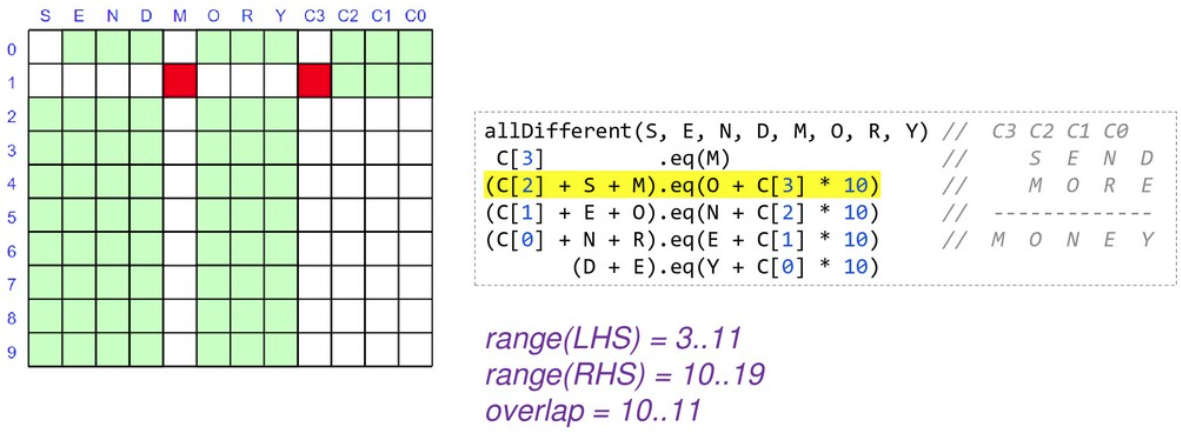 S E N D M O R Y C3 C2 C1 C0
0
1
2
3
4
5
6
7
8
9
allDifferent(S, E, N, D, M, O, R, Y) // C3 C2 C1 C0
C[3] .eq(M) // S E N D
(C[2] + S + M).eq(O + C[3] * 10) // M O R E
(C[1] + E + O).eq(N + C[2] * 10) // -------------
(C[0] + N + R).eq(E + C[1] * 10) // M O N E Y
(D + E).eq(Y + C[0] * 10)
range(LHS) = 3..11
range(RHS) = 10..19
overlap = 10..11